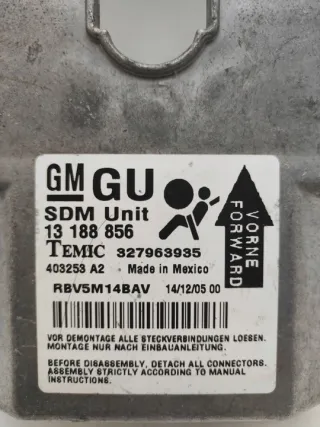 GM GU
SDM Unit
13 188 856
TEMIC 327963935
403253 A2 Made in Mexico
RBV5M14BAV 14/12/05 00
VORNE
FORWARD
VOR DEMONTAGE ALLE STECKVERBINDUNGEN LOESEN.
MONTAGE NUR NACH EINBAUANLEITUNG.
BEFORE DISASSEMBLY, DETACH ALL CONNECTORS.
ASSEMBLY STRICTLY ACCORDING TO MANUAL
INSTRUCTIONS.